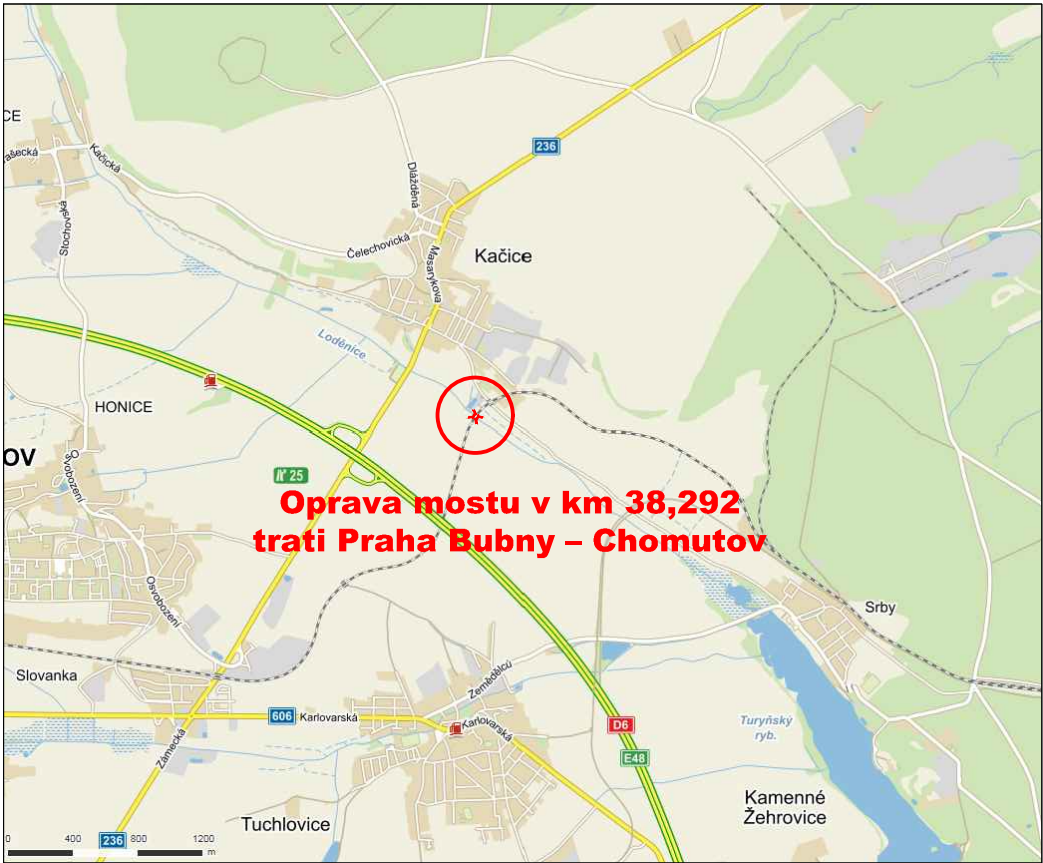 CE
ašecká
Kačická
236
Dlážděná
Stochovská
Čelechovická
Masarykova
Kačice
Loděnice
HONICE
OV
Osvobození
25
Oprava mostu v km 38,292
trati Praha Bubny – Chomutov
Osvobození
Srby
Slovanka
Zemědělců
606
Karlovarská
Karlovarská
D6
Turyňský
ryb.
Zámecká
E48
Kamenné
Žehrovice
Tuchlovice
0 400 236 800 1200
m